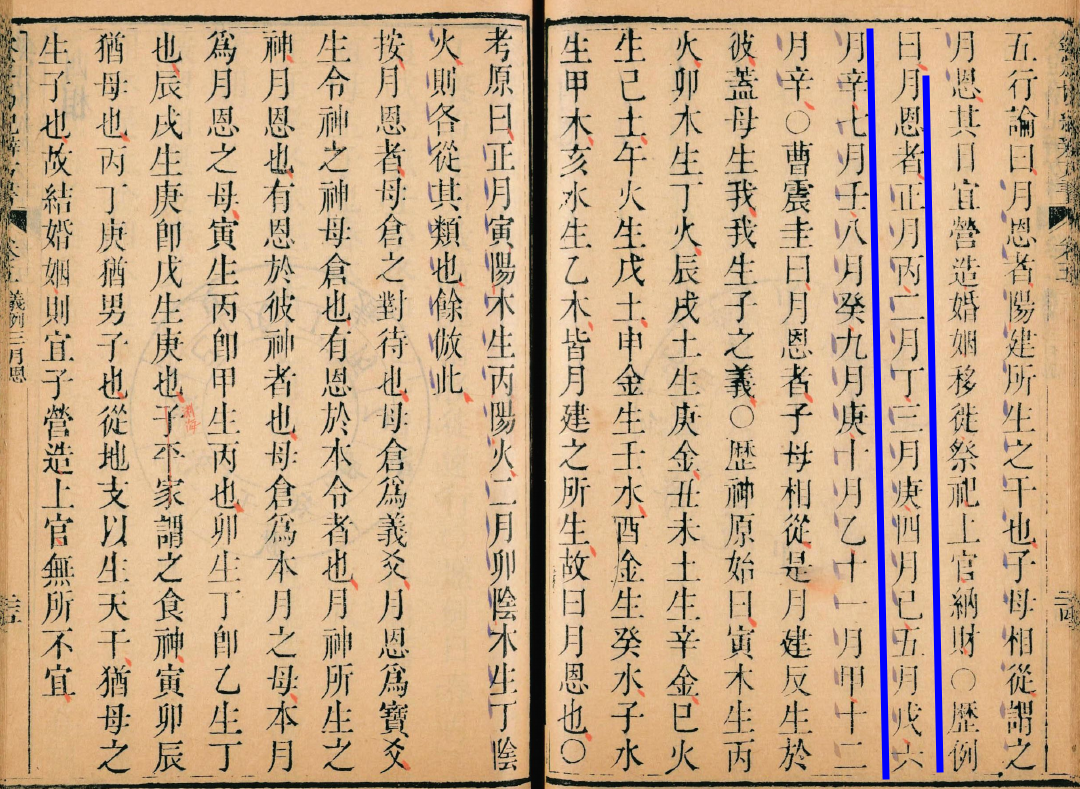 五行論曰月恩者陽建所生之干也子母相從謂之
月恩其日宜營造婚姻移徙祭祀上官納財○歷例
曰月恩者正月丙二月丁三月庚四月己五月戊六
月辛七月壬八月癸九月庚十月乙十一月甲十二
月辛○曹震圭曰月恩者子母相從是月建反生於
彼蓋母生我我生子之義○歷神原始曰寅木生丙
火卯木生丁火辰戌土生庚金丑未土生辛金巳火
生己土午火生戊土申金生壬水酉金生癸水子水
生甲木亥水生乙木皆月建之所生故曰月恩也○
考原曰正月寅陽木生丙陽火二月卯陰木生丁陰
火則各從其類也餘倣此
按月恩者母倉之對待也母倉爲義爻月恩爲寶爻
生令神之神母倉也有恩於本令者也月神所生之
神月恩也有恩於彼神者也母倉爲本月之母本月
爲月恩之母寅生丙卽甲生丙也卯生丁卽乙生丁
也辰戌生庚卽戊生庚也子平家謂之食神寅卯辰
猶母也丙丁庚猶男子也從地支以生天干猶母之
生子也故結婚姻則宜子營造上官無所不宜
義例三月恩